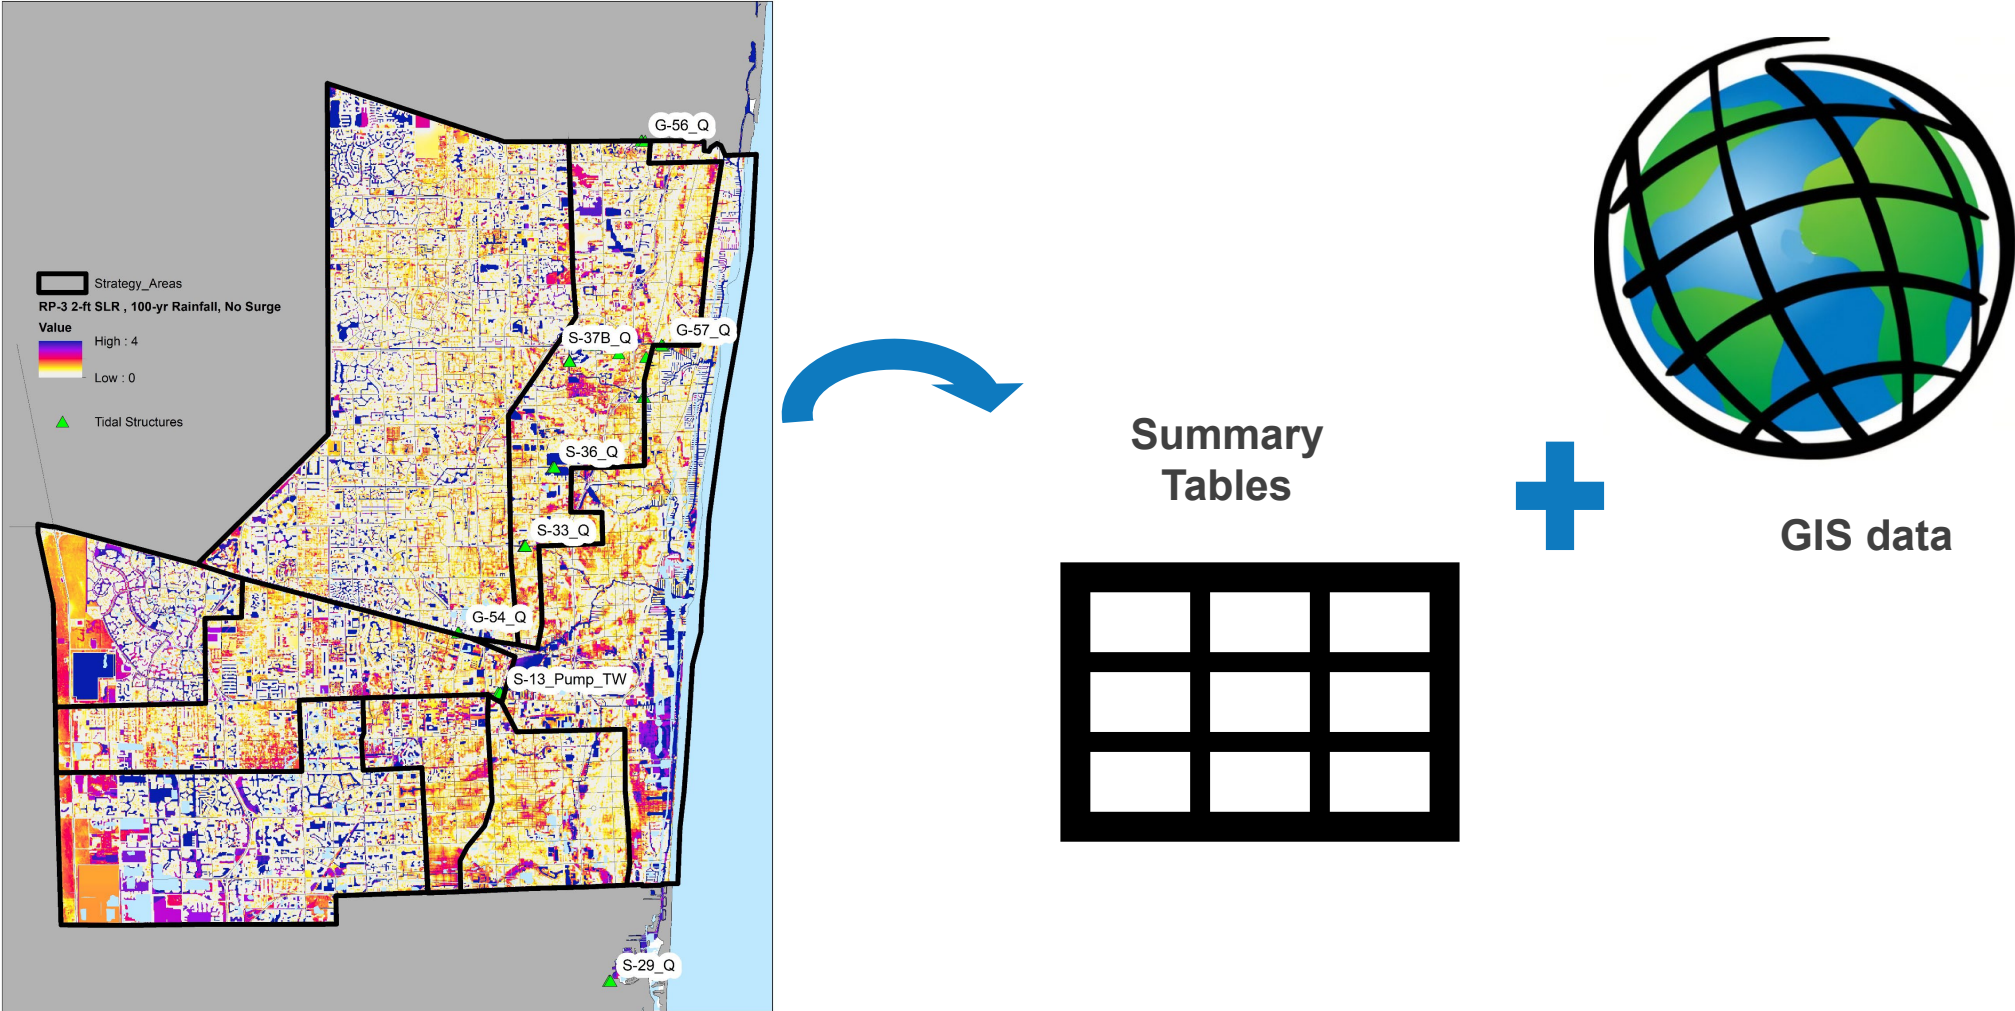 G-56_Q
Strategy_Areas
RP-3 2-ft SLR , 100-yr Rainfall, No Surge
Value
High : 4
Low : 0
Tidal Structures
G-57_Q
S-37B_Q
S-36_Q
S-33_Q
G-54_Q
S-13_Pump_TW
S-29_Q
Summary
Tables
GIS data